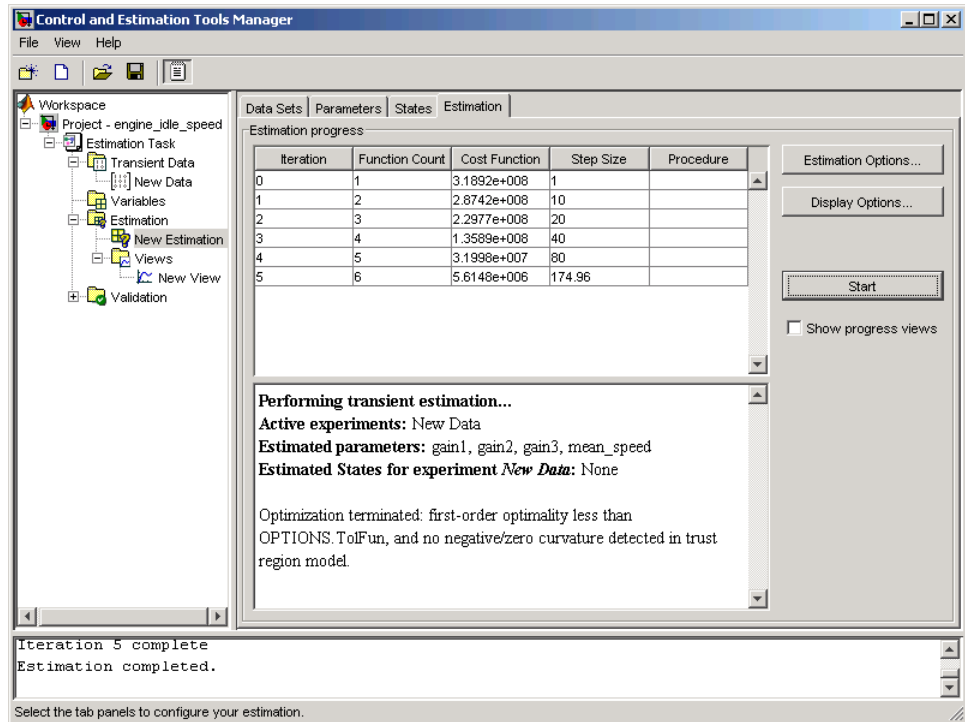 Control and Estimation Tools Manager
File View Help
Workspace
Project - engine_idle_speed
Estimation Task
Transient Data
New Data
Variables
Estimation
New Estimation
Views
New View
Validation
Data Sets Parameters States Estimation
Estimation progress
Iteration Function Count Cost Function Step Size Procedure
0 1 3.1892e+008 1
1 2 2.8742e+008 10
2 3 2.2977e+008 20
3 4 1.3589e+008 40
4 5 3.1998e+007 80
5 6 5.6148e+006 174.96
Estimation Options...
Display Options...
Start
Show progress views
Performing transient estimation...
Active experiments: New Data
Estimated parameters: gain1, gain2, gain3, mean_speed
Estimated States for experiment New Data: None
Optimization terminated: first-order optimality less than
OPTIONS.TolFun, and no negative/zero curvature detected in trust
region model.
Iteration 5 complete
Estimation completed.
Select the tab panels to configure your estimation.